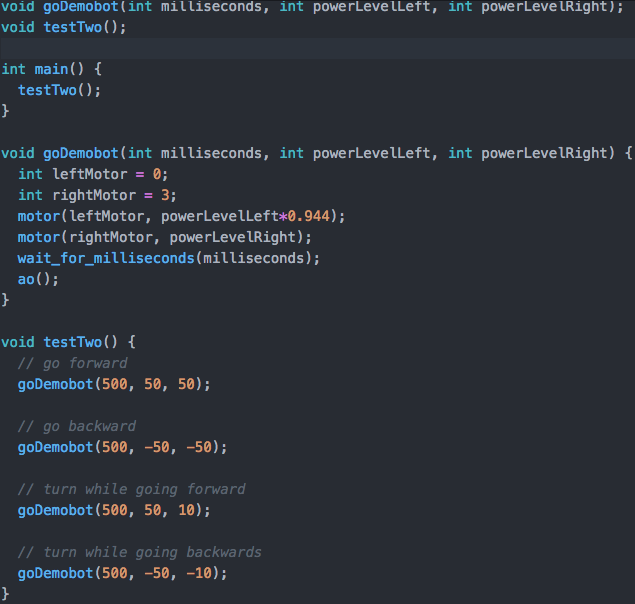 void goDemobot(int milliseconds, int powerLevelLeft, int powerLevelRight);
void testTwo();

int main() {
  testTwo();
}

void goDemobot(int milliseconds, int powerLevelLeft, int powerLevelRight) {
  int leftMotor = 0;
  int rightMotor = 3;
  motor(leftMotor, powerLevelLeft*0.944);
  motor(rightMotor, powerLevelRight);
  wait_for_milliseconds(milliseconds);
  ao();
}

void testTwo() {
  // go forward
  goDemobot(500, 50, 50);

  // go backward
  goDemobot(500, -50, -50);

  // turn while going forward
  goDemobot(500, 50, 10);

  // turn while going backwards
  goDemobot(500, -50, -10);
}